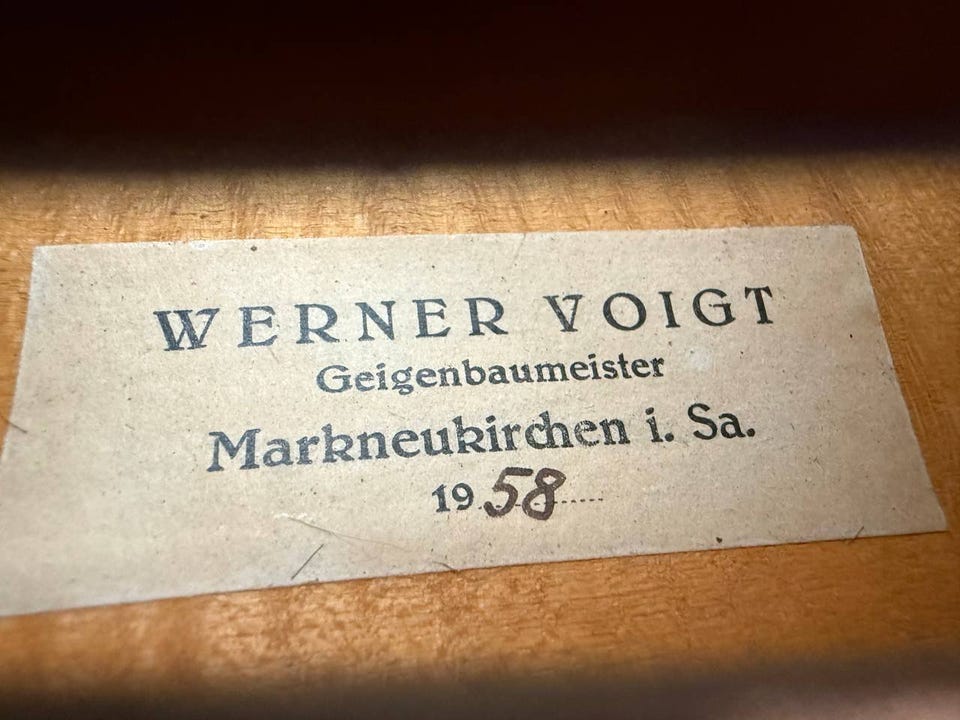 WERNER VOIGT
Geigenbaumeister
Markneukirchen i. Sa.
1958